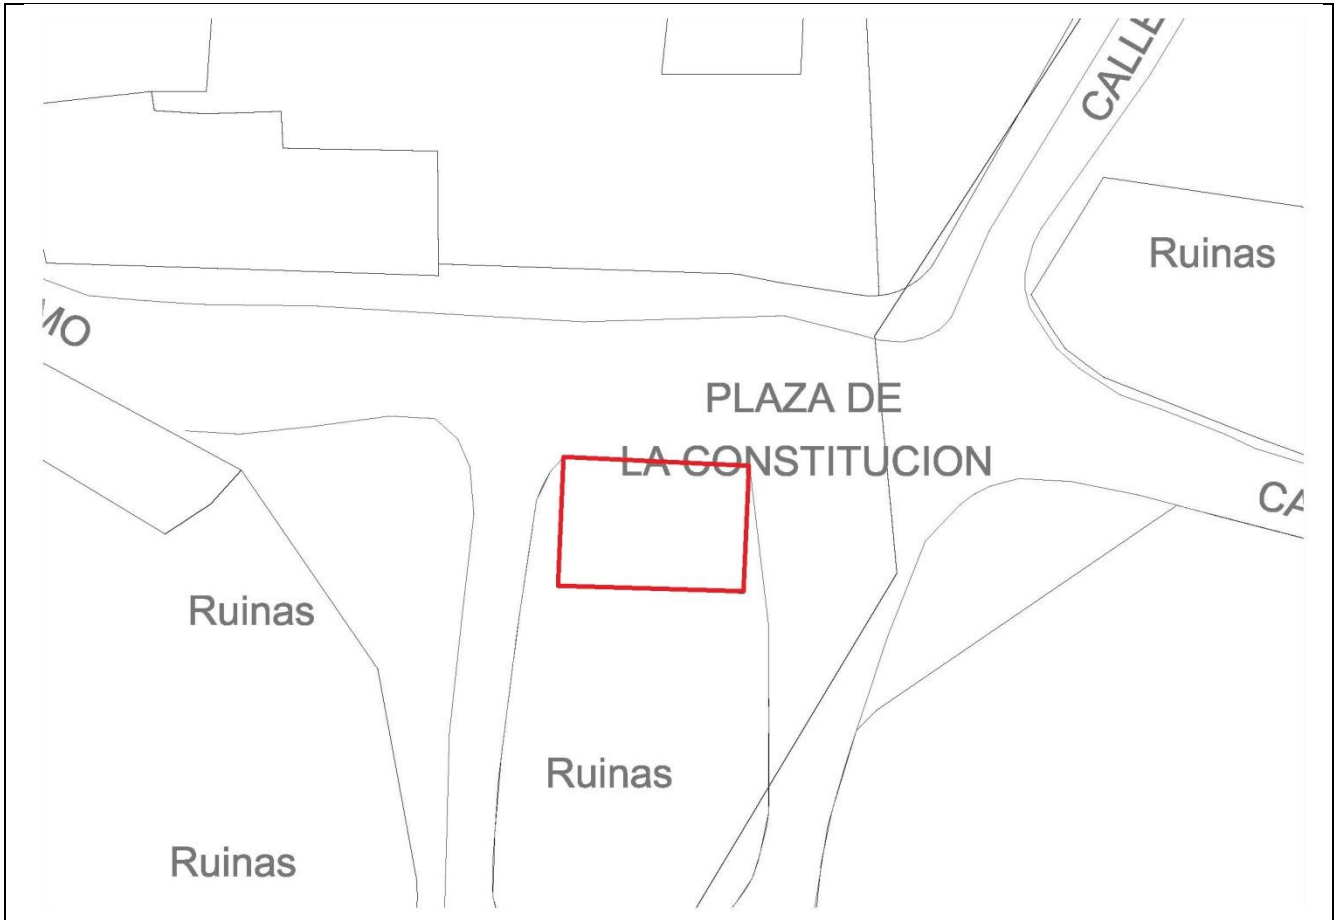 CALLE
Ruinas
MO
PLAZA DE
LA CONSTITUCION
CA
Ruinas
Ruinas
Ruinas